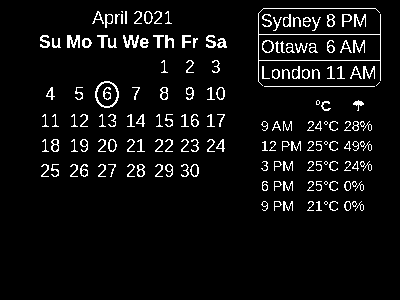 April 2021
Su Mo Tu We Th Fr Sa
1 2 3
4 5 6 7 8 9 10
11 12 13 14 15 16 17
18 19 20 21 22 23 24
25 26 27 28 29 30
Sydney 8 PM
Ottawa 6 AM
London 11 AM
°C ☂
9 AM 24°C 28%
12 PM 25°C 49%
3 PM 25°C 24%
6 PM 25°C 0%
9 PM 21°C 0%